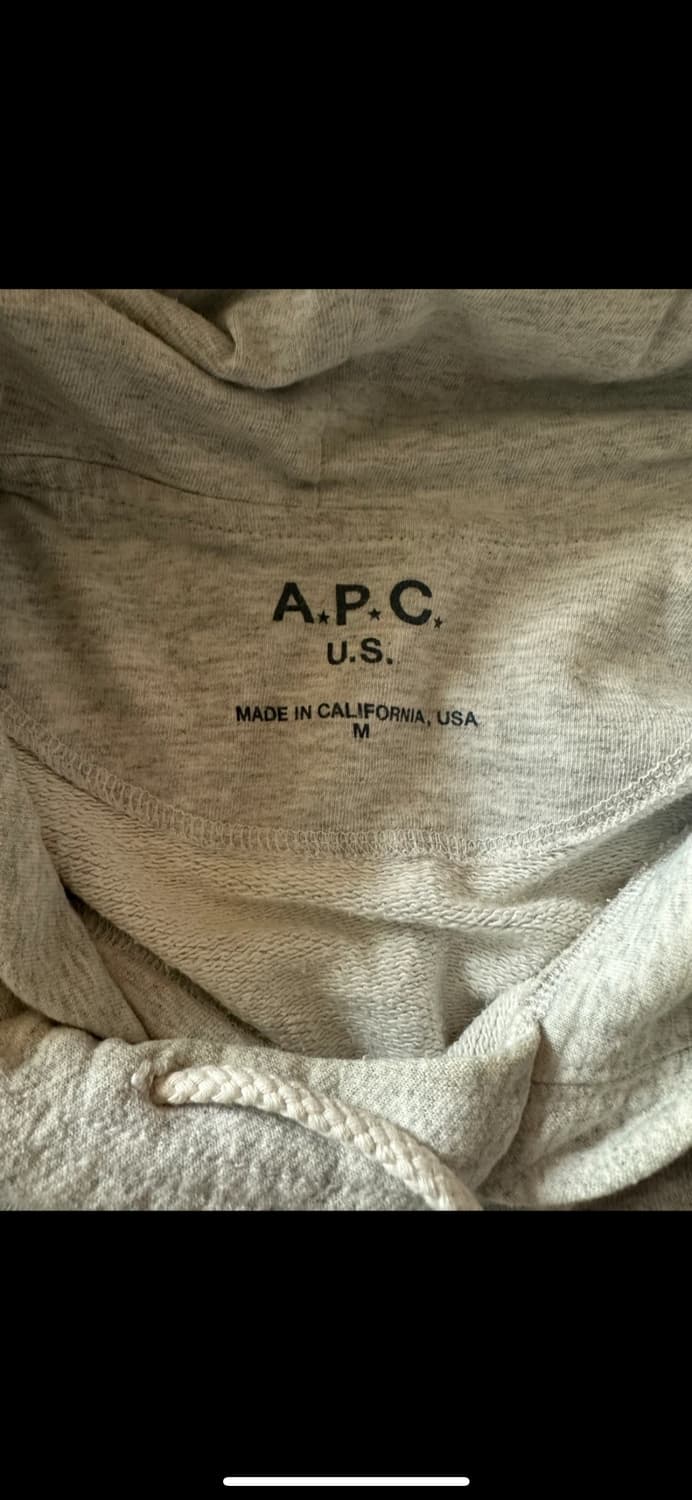 A.P.C.
U.S.
MADE IN CALIFORNIA, USA
M